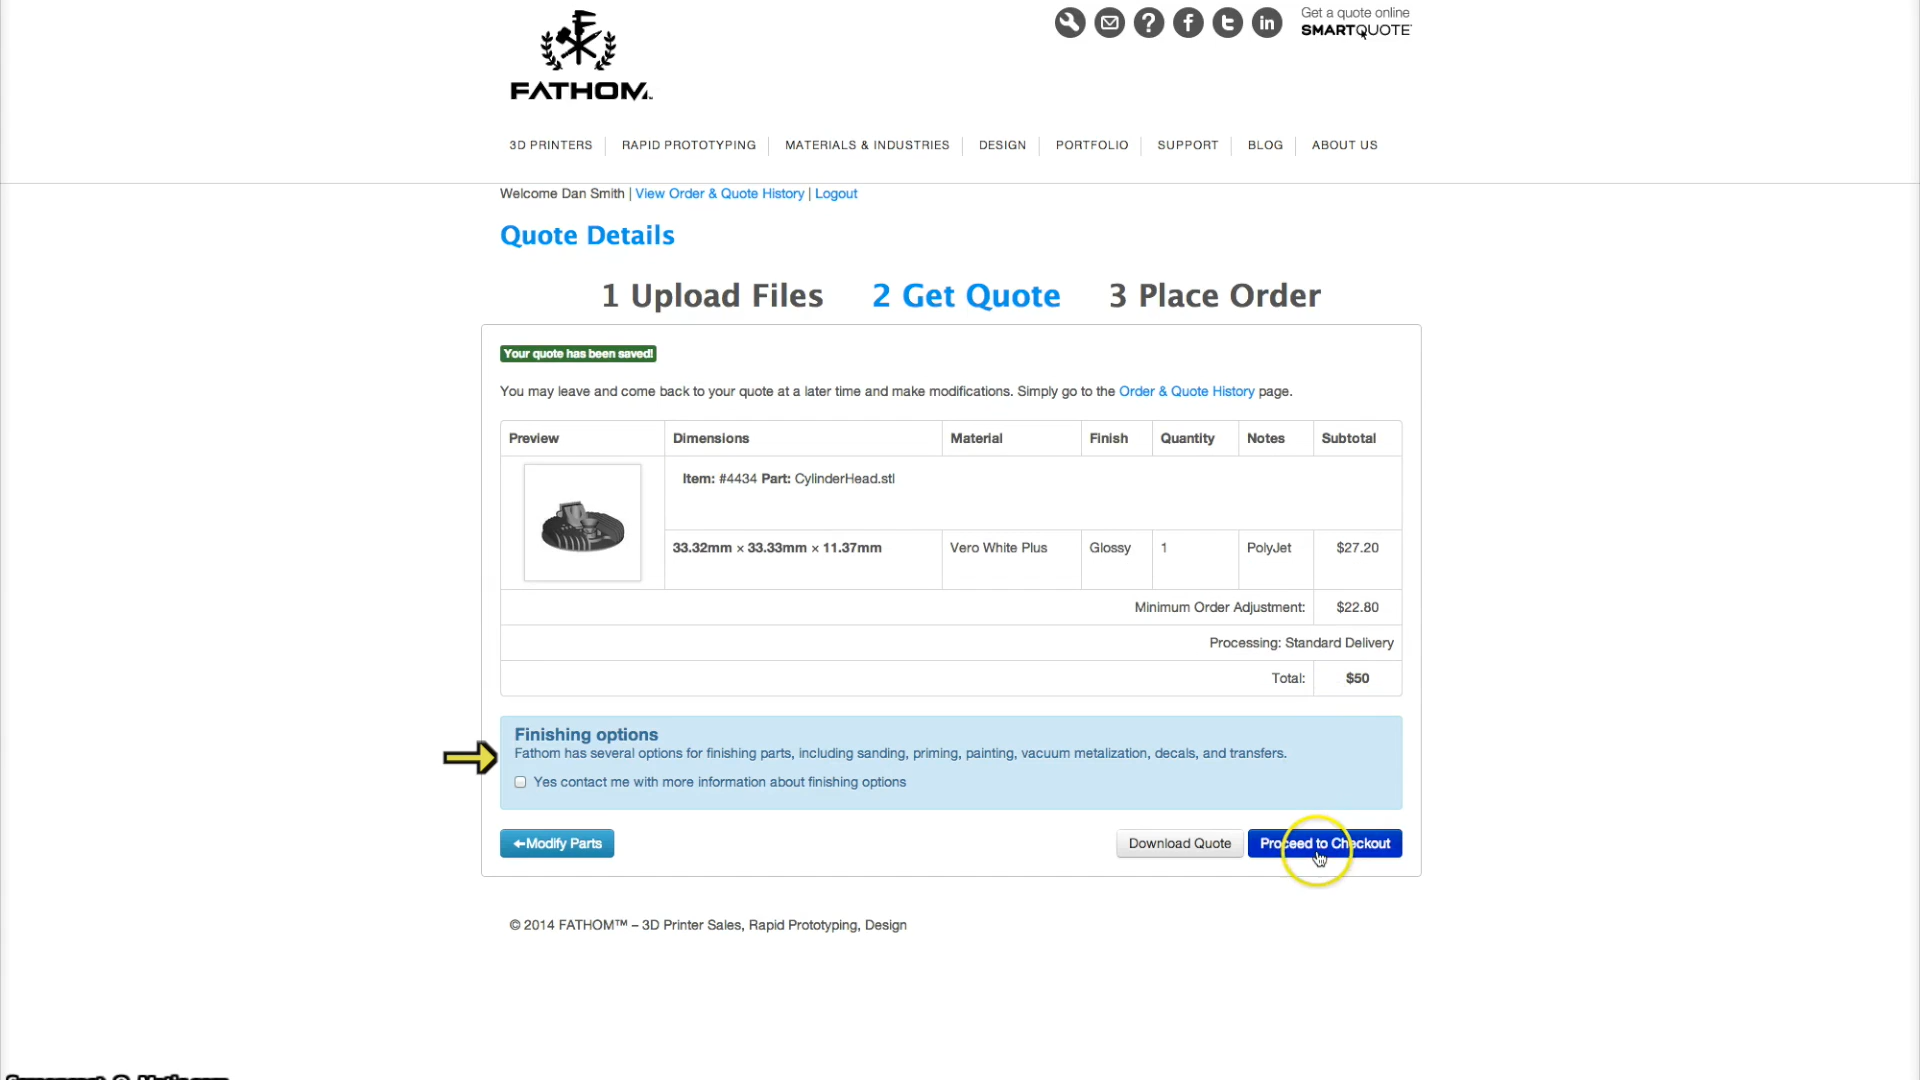 Get a quote online
SMARTQUOTE
FATHOM
3D PRINTERS
RAPID PROTOTYPING
MATERIALS & INDUSTRIES
DESIGN
PORTFOLIO
SUPPORT
BLOG
ABOUT US
Welcome Dan Smith | View Order & Quote History | Logout
Quote Details
1 Upload Files
2 Get Quote
3 Place Order
Your quote has been saved!
You may leave and come back to your quote at a later time and make modifications. Simply go to the Order & Quote History page.
Preview
Dimensions
Material
Finish
Quantity
Notes
Subtotal
Item: #4434 Part: CylinderHead.stl
33.32mm × 33.33mm × 11.37mm
Vero White Plus
Glossy
1
PolyJet
$27.20
Minimum Order Adjustment:
$22.80
Processing: Standard Delivery
Total:
$50
Finishing options
Fathom has several options for finishing parts, including sanding, priming, painting, vacuum metalization, decals, and transfers.
Yes contact me with more information about finishing options
Modify Parts
Download Quote
Proceed to Checkout
© 2014 FATHOM™ – 3D Printer Sales, Rapid Prototyping, Design